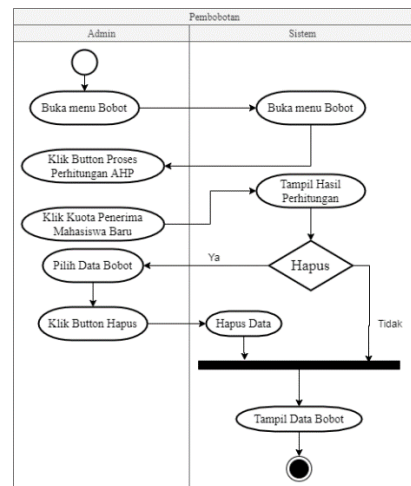 Pembobotan
Admin
Sistem
Buka menu Bobot
Buka menu Bobot
Klik Button Proses
Perhitungan AHP
Tampil Hasil
Perhitungan
Klik Kuota Penerima
Mahasiswa Baru
Hapus
Ya
Pilih Data Bobot
Tidak
Klik Button Hapus
Hapus Data
Tampil Data Bobot